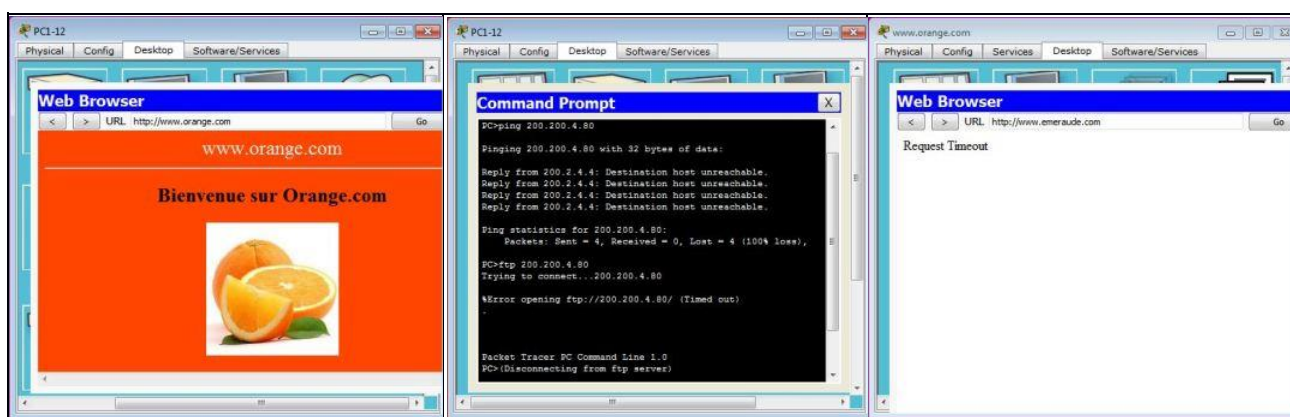 PC1-12
Physical Config Desktop Software/Services
Web Browser
< > URL http://www.orange.com Go
www.orange.com
Bienvenue sur Orange.com
PC1-12
Physical Config Desktop Software/Services
Command Prompt X
PC>ping 200.200.4.80
Pinging 200.200.4.80 with 32 bytes of data:
Reply from 200.2.4.4: Destination host unreachable.
Reply from 200.2.4.4: Destination host unreachable.
Reply from 200.2.4.4: Destination host unreachable.
Reply from 200.2.4.4: Destination host unreachable.
Ping statistics for 200.200.4.80:
Packets: Sent = 4, Received = 0, Lost = 4 (100% loss),
PC>ftp 200.200.4.80
Trying to connect...200.200.4.80
%Error opening ftp://200.200.4.80/ (Timed out)
.
Packet Tracer PC Command Line 1.0
PC>(Disconnecting from ftp server)
www.orange.com
Physical Config Services Desktop Software/Services
Web Browser
< > URL http://www.emeraude.com Go
Request Timeout